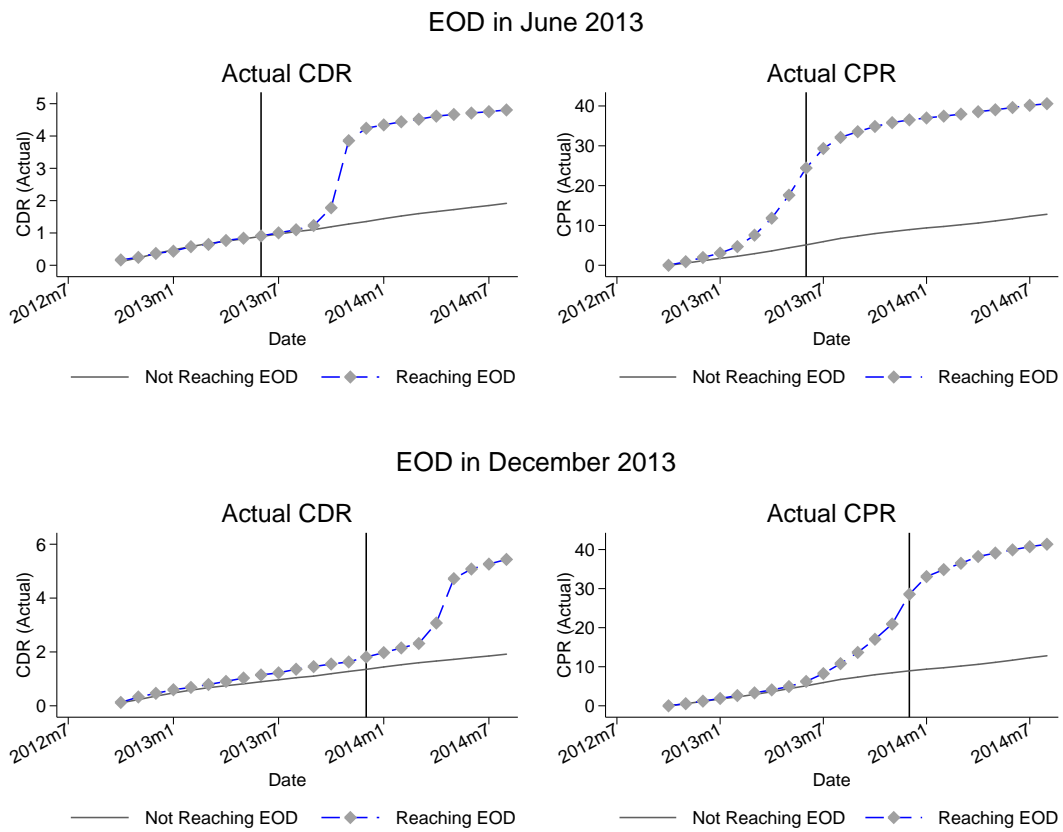 EOD in June 2013
Actual CDR
CDR (Actual)
5
4
3
2
1
0
2012m7
2013m1
2013m7
2014m1
2014m7
Date
Not Reaching EOD
Reaching EOD
Actual CPR
CPR (Actual)
40
30
20
10
0
2012m7
2013m1
2013m7
2014m1
2014m7
Date
Not Reaching EOD
Reaching EOD
EOD in December 2013
Actual CDR
CDR (Actual)
6
4
2
0
2012m7
2013m1
2013m7
2014m1
2014m7
Date
Not Reaching EOD
Reaching EOD
Actual CPR
CPR (Actual)
40
30
20
10
0
2012m7
2013m1
2013m7
2014m1
2014m7
Date
Not Reaching EOD
Reaching EOD